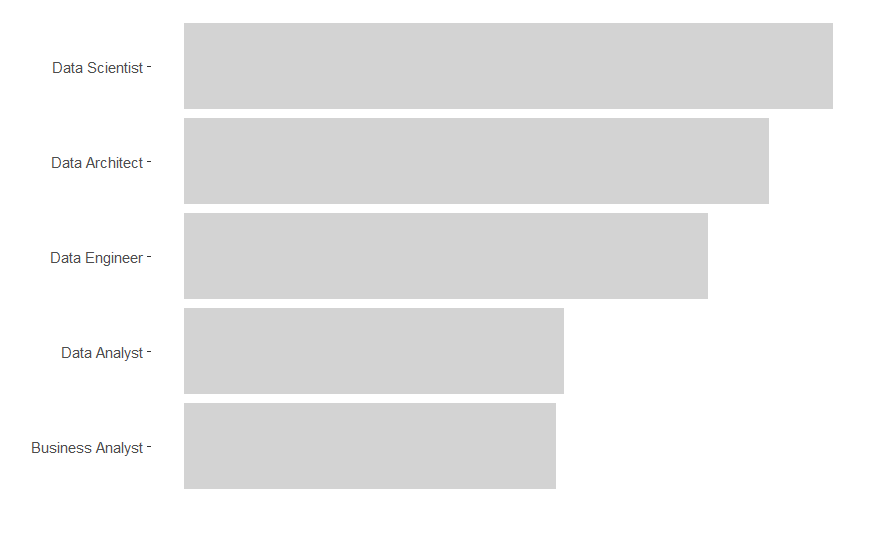 Data Scientist
Data Architect
Data Engineer
Data Analyst
Business Analyst